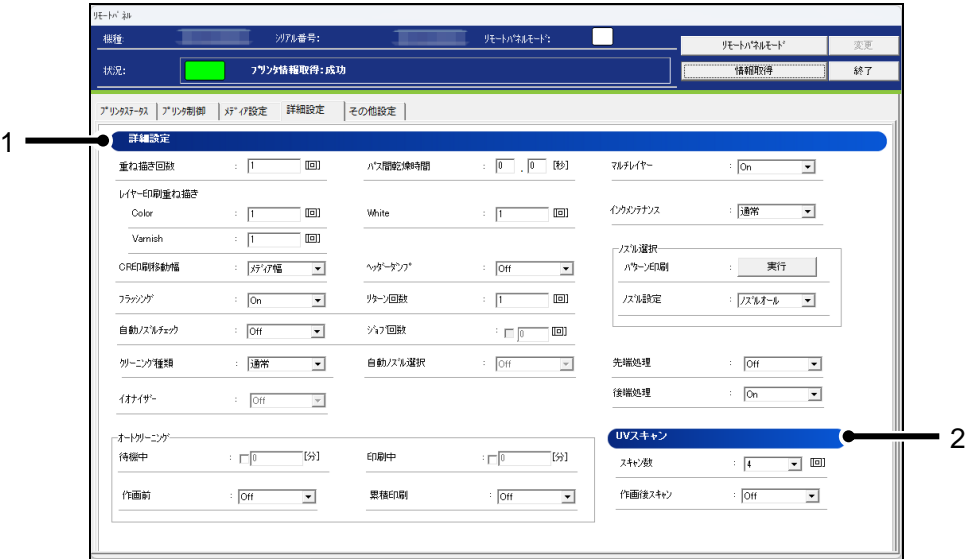 リモートパネル
機種:
シリアル番号:
リモートパネルモード:
リモートパネルモード
変更
状況:
プリンタ情報取得:成功
情報取得
終了
プリンタステータス
プリンタ制御
メディア設定
詳細設定
その他設定
1
詳細設定
重ね描き回数 : 1 [回]
パス間乾燥時間 : 0 . 0 [秒]
マルチレイヤー : On
レイヤー印刷重ね描き
Color : 1 [回]
White : 1 [回]
インクメンテナンス : 通常
Varnish : 1 [回]
ノズル選択
CR印刷移動幅 : メディア幅
ヘッダーダンプ : Off
パターン印刷 : 実行
フラッシング : On
リターン回数 : 1 [回]
ノズル設定 : ノズルオール
自動ノズルチェック : Off
ジョブ回数 : 0 [回]
クリーニング種類 : 通常
自動ノズル選択 : Off
先端処理 : Off
イオナイザー : Off
後端処理 : On
オートクリーニング
UVスキャン
2
待機中 : 0 [分]
印刷中 : 0 [分]
スキャン数 : 4 [回]
作画前 : Off
累積印刷 : Off
作画後スキャン : Off